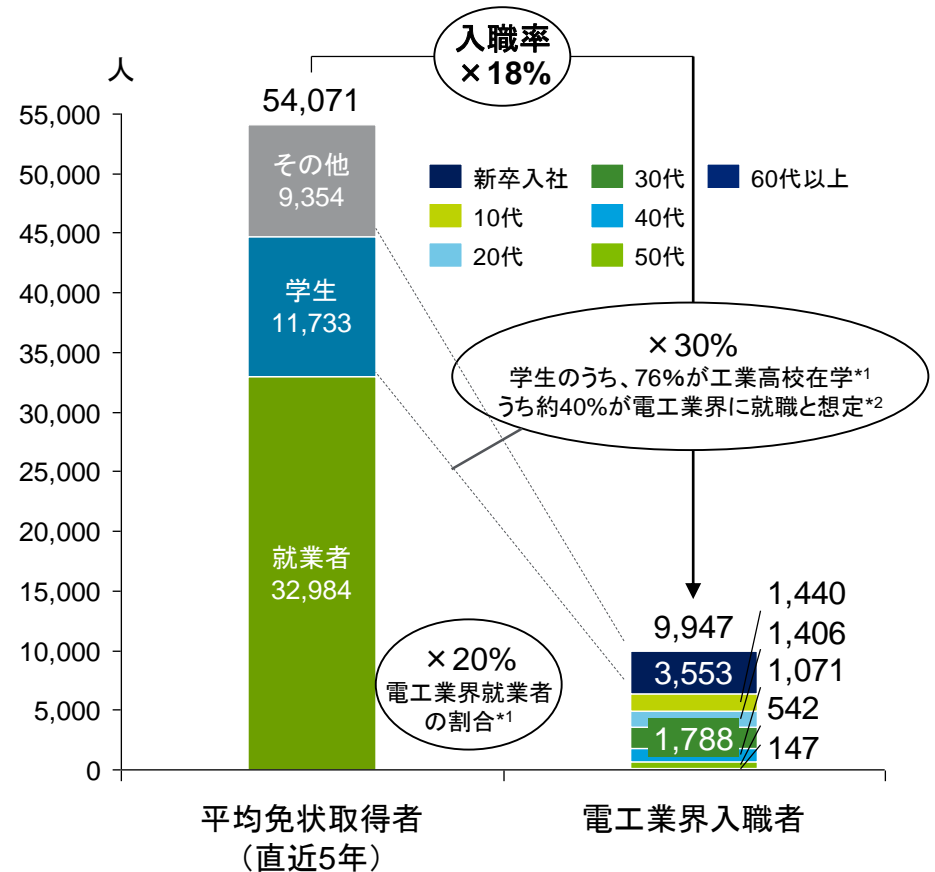 入職率
×18%
人
54,071
55,000
50,000
45,000
40,000
35,000
30,000
25,000
20,000
15,000
10,000
5,000
0
その他
9,354
学生
11,733
就業者
32,984
新卒入社
30代
60代以上
10代
40代
20代
50代
×30%
学生のうち、76%が工業高校在学*1
うち約40%が電工業界に就職と想定*2
×20%
電工業界就業者
の割合*1
9,947
3,553
1,788
1,440
1,406
1,071
542
147
平均免状取得者
（直近5年）
電工業界入職者